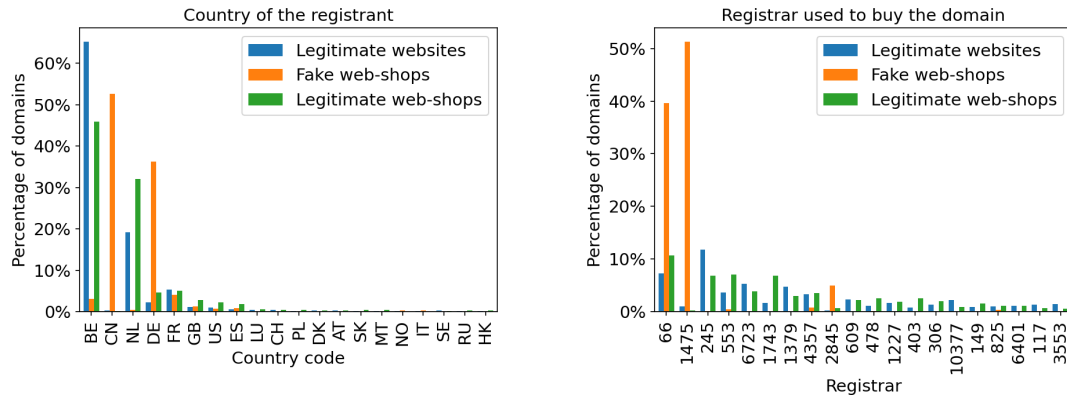 Country of the registrant
Percentage of domains
60%
50%
40%
30%
20%
10%
0%
Legitimate websites
Fake web-shops
Legitimate web-shops
BE CN NL DE FR GB US ES LU CH PL DK AT SK MT NO IT SE RU HK
Country code
Registrar used to buy the domain
Percentage of domains
50%
40%
30%
20%
10%
0%
Legitimate websites
Fake web-shops
Legitimate web-shops
66 1475 245 553 6723 1743 1379 4357 2845 609 478 1227 403 306 10377 149 825 6401 117 3553
Registrar